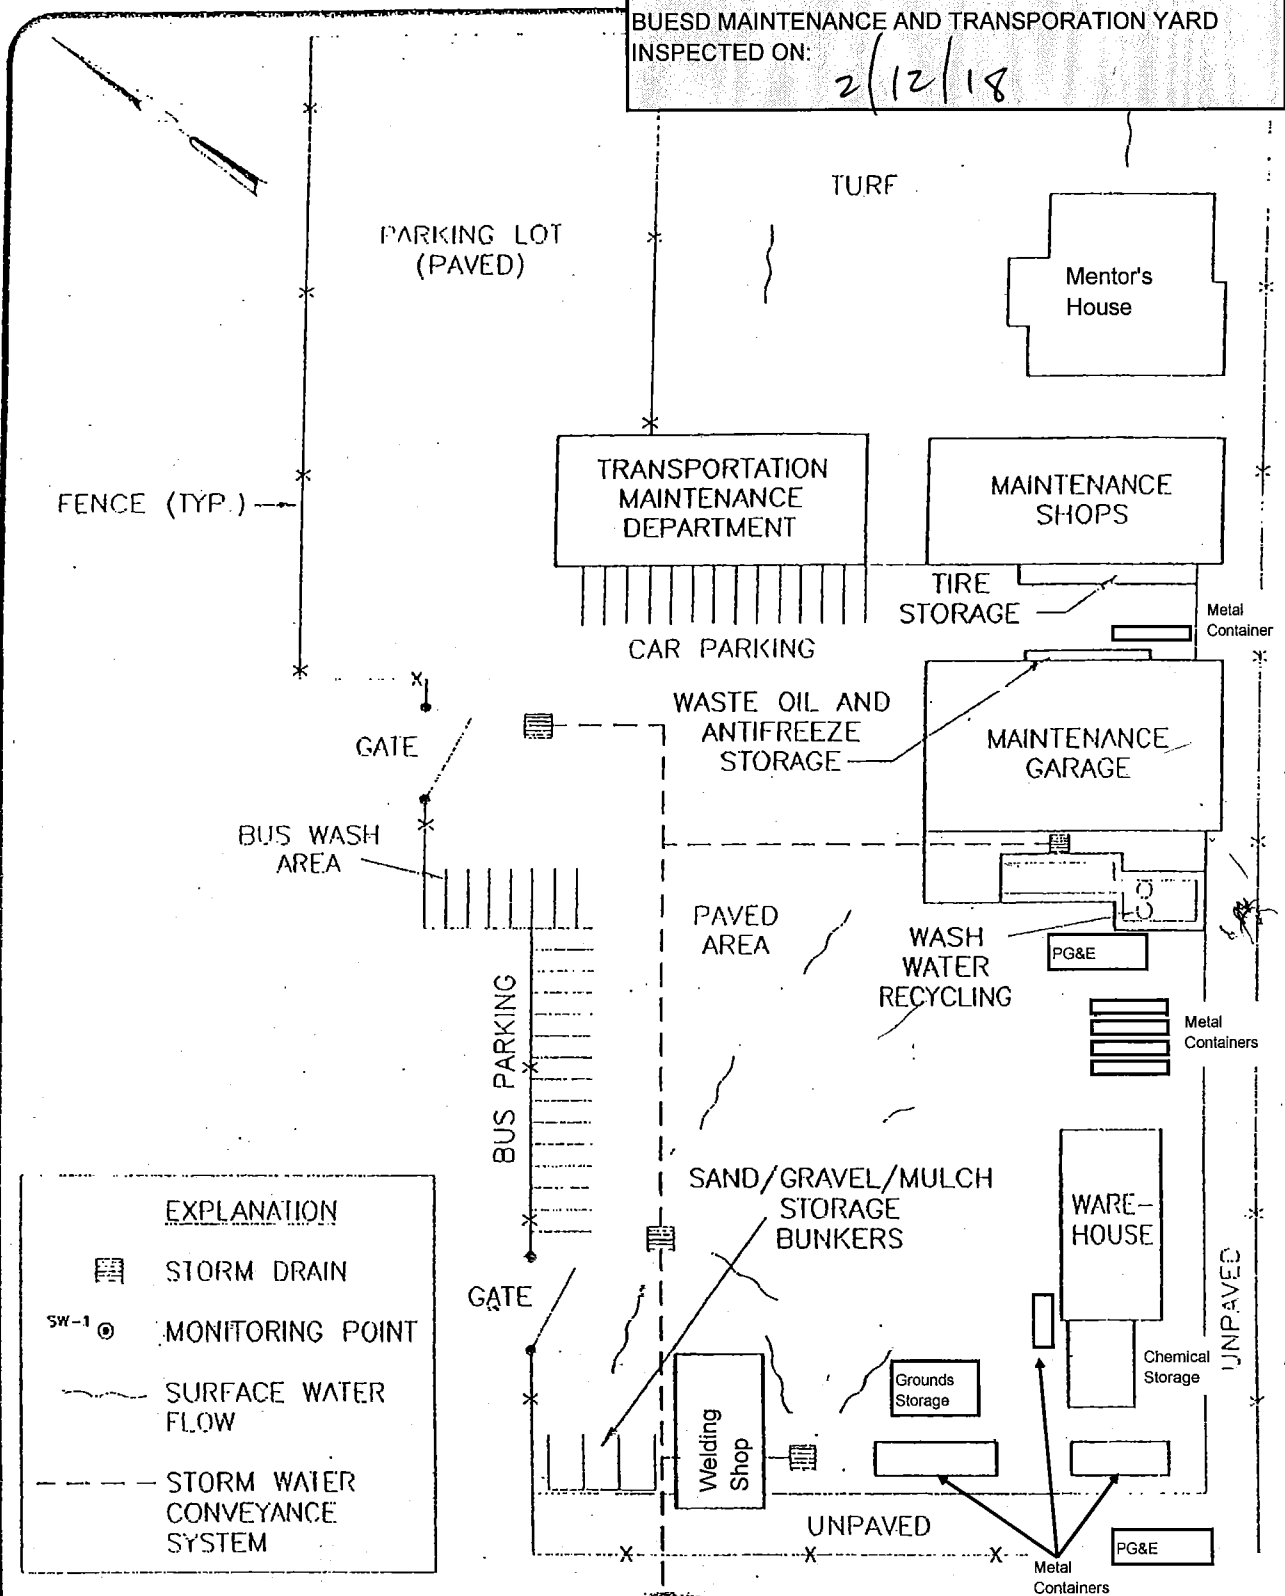 BUESD MAINTENANCE AND TRANSPORATION YARD
INSPECTED ON:
2/12/18
TURF
PARKING LOT
(PAVED)
Mentor's
House
TRANSPORTATION
MAINTENANCE
DEPARTMENT
MAINTENANCE
SHOPS
FENCE (TYP.)
TIRE
STORAGE
Metal
Container
CAR PARKING
WASTE OIL AND
ANTIFREEZE
STORAGE
MAINTENANCE
GARAGE
GATE
BUS WASH
AREA
PAVED
AREA
WASH
WATER
RECYCLING
PG&E
Metal
Containers
BUS PARKING
SAND/GRAVEL/MULCH
STORAGE
BUNKERS
WARE-
HOUSE
UNPAVED
GATE
Chemical
Storage
Grounds
Storage
Welding
Shop
UNPAVED
PG&E
Metal
Containers
EXPLANATION
STORM DRAIN
SW-1
MONITORING POINT
SURFACE WATER
FLOW
STORM WATER
CONVEYANCE
SYSTEM